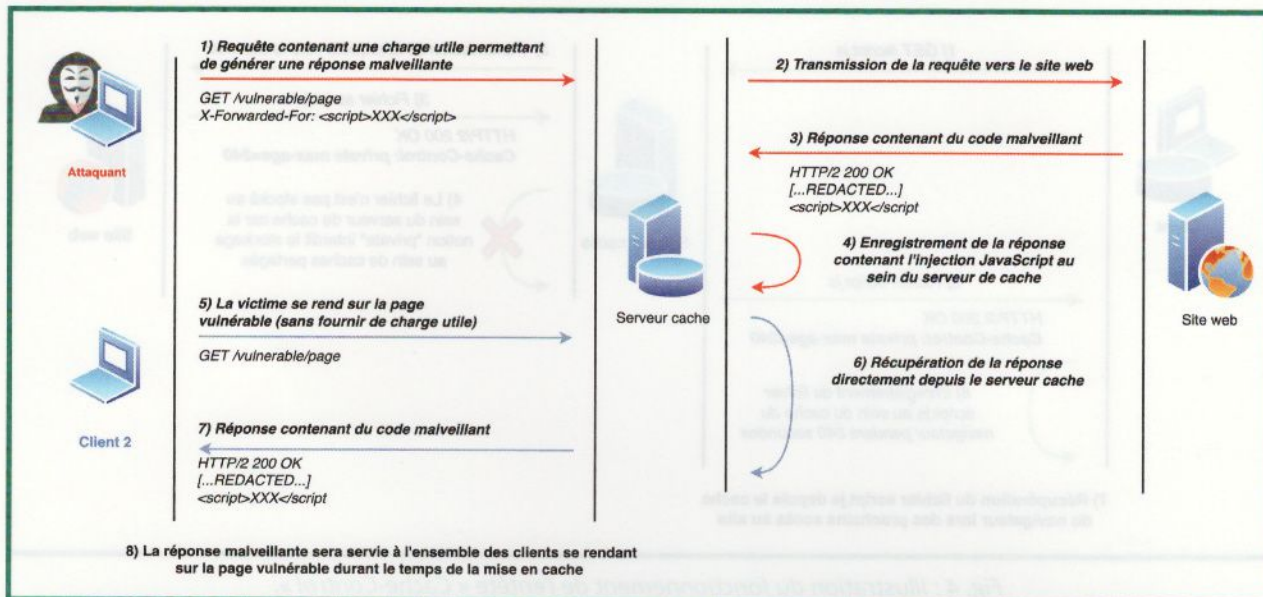 1) Requête contenant une charge utile permettant
de générer une réponse malveillante
GET /vulnerable/page
X-Forwarded-For: <script>XXX</script>
Attaquant
2) Transmission de la requête vers le site web
3) Réponse contenant du code malveillant
HTTP/2 200 OK
[...REDACTED...]
<script>XXX</script
4) Enregistrement de la réponse
contenant l'injection JavaScript au
sein du serveur de cache
Serveur cache
Site web
5) La victime se rend sur la page
vulnérable (sans fournir de charge utile)
GET /vulnerable/page
Client 2
6) Récupération de la réponse
directement depuis le serveur cache
7) Réponse contenant du code malveillant
HTTP/2 200 OK
[...REDACTED...]
<script>XXX</script
8) La réponse malveillante sera servie à l'ensemble des clients se rendant
sur la page vulnérable durant le temps de la mise en cache